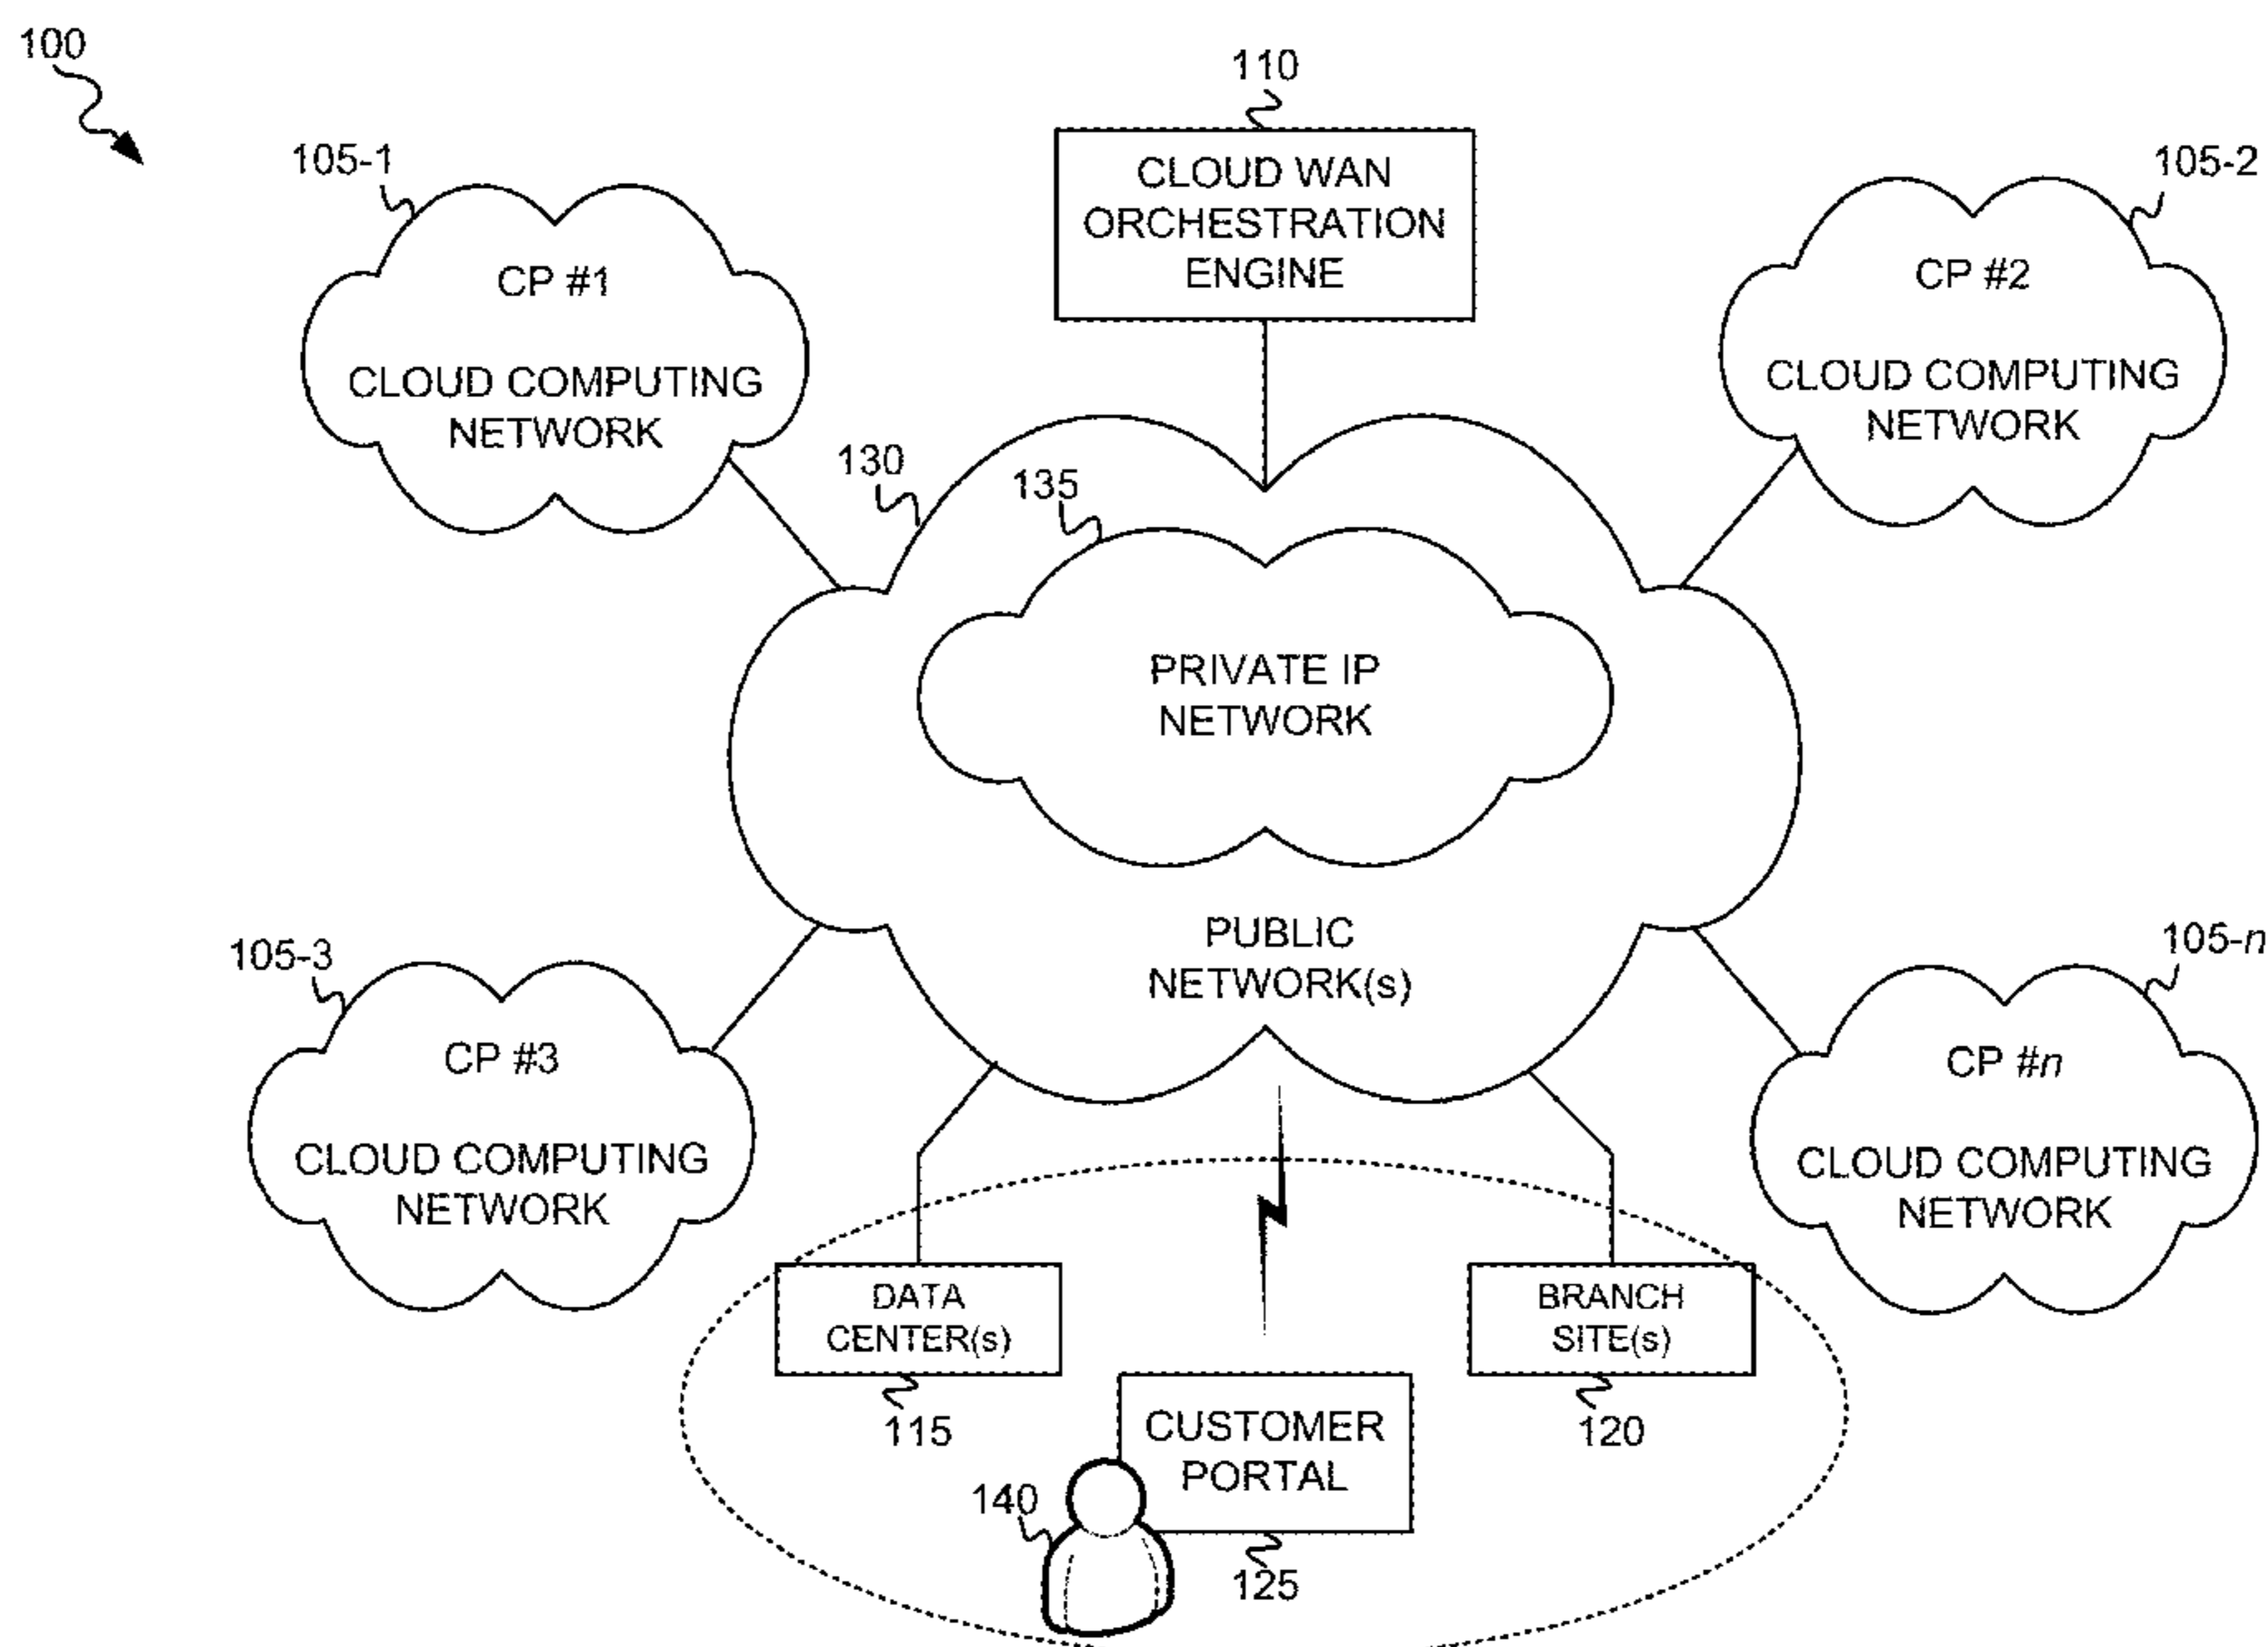 100
110
CLOUD WAN
ORCHESTRATION
ENGINE
105-1
CP #1
CLOUD COMPUTING
NETWORK
105-2
CP #2
CLOUD COMPUTING
NETWORK
130
135
PRIVATE IP
NETWORK
PUBLIC
NETWORK(s)
105-3
CP #3
CLOUD COMPUTING
NETWORK
105-n
CP #n
CLOUD COMPUTING
NETWORK
DATA
CENTER(s)
115
BRANCH
SITE(s)
120
CUSTOMER
PORTAL
140
125